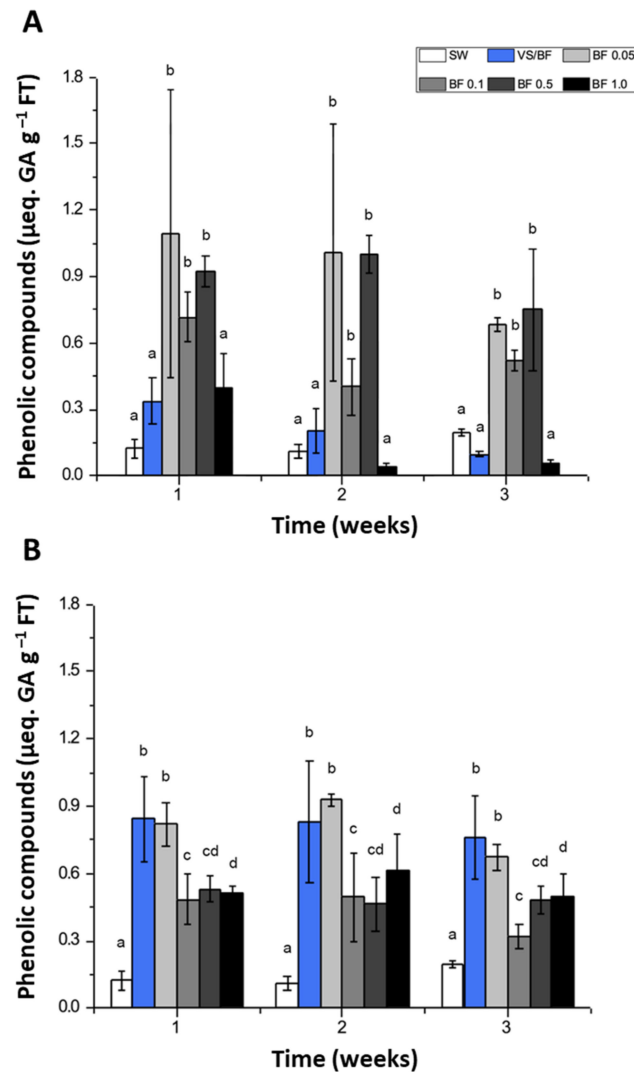 A
SW VS/BF BF 0.05
BF 0.1 BF 0.5 BF 1.0
Phenolic compounds (μeq. GA g⁻¹ FT)
1.8
1.5
1.2
0.9
0.6
0.3
0.0
a a b b b a
a a b b b a
a a b b b a
1 2 3
Time (weeks)
B
Phenolic compounds (μeq. GA g⁻¹ FT)
1.8
1.5
1.2
0.9
0.6
0.3
0.0
a b b c cd d
a b b c cd d
a b b c cd d
1 2 3
Time (weeks)